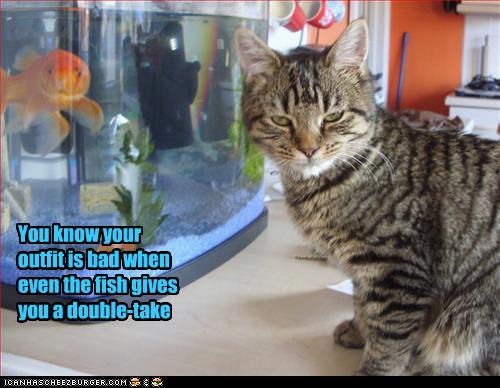 You know your
outfit is bad when
even the fish gives
you a double-take
ICANHASCHEEZBURGER.COM